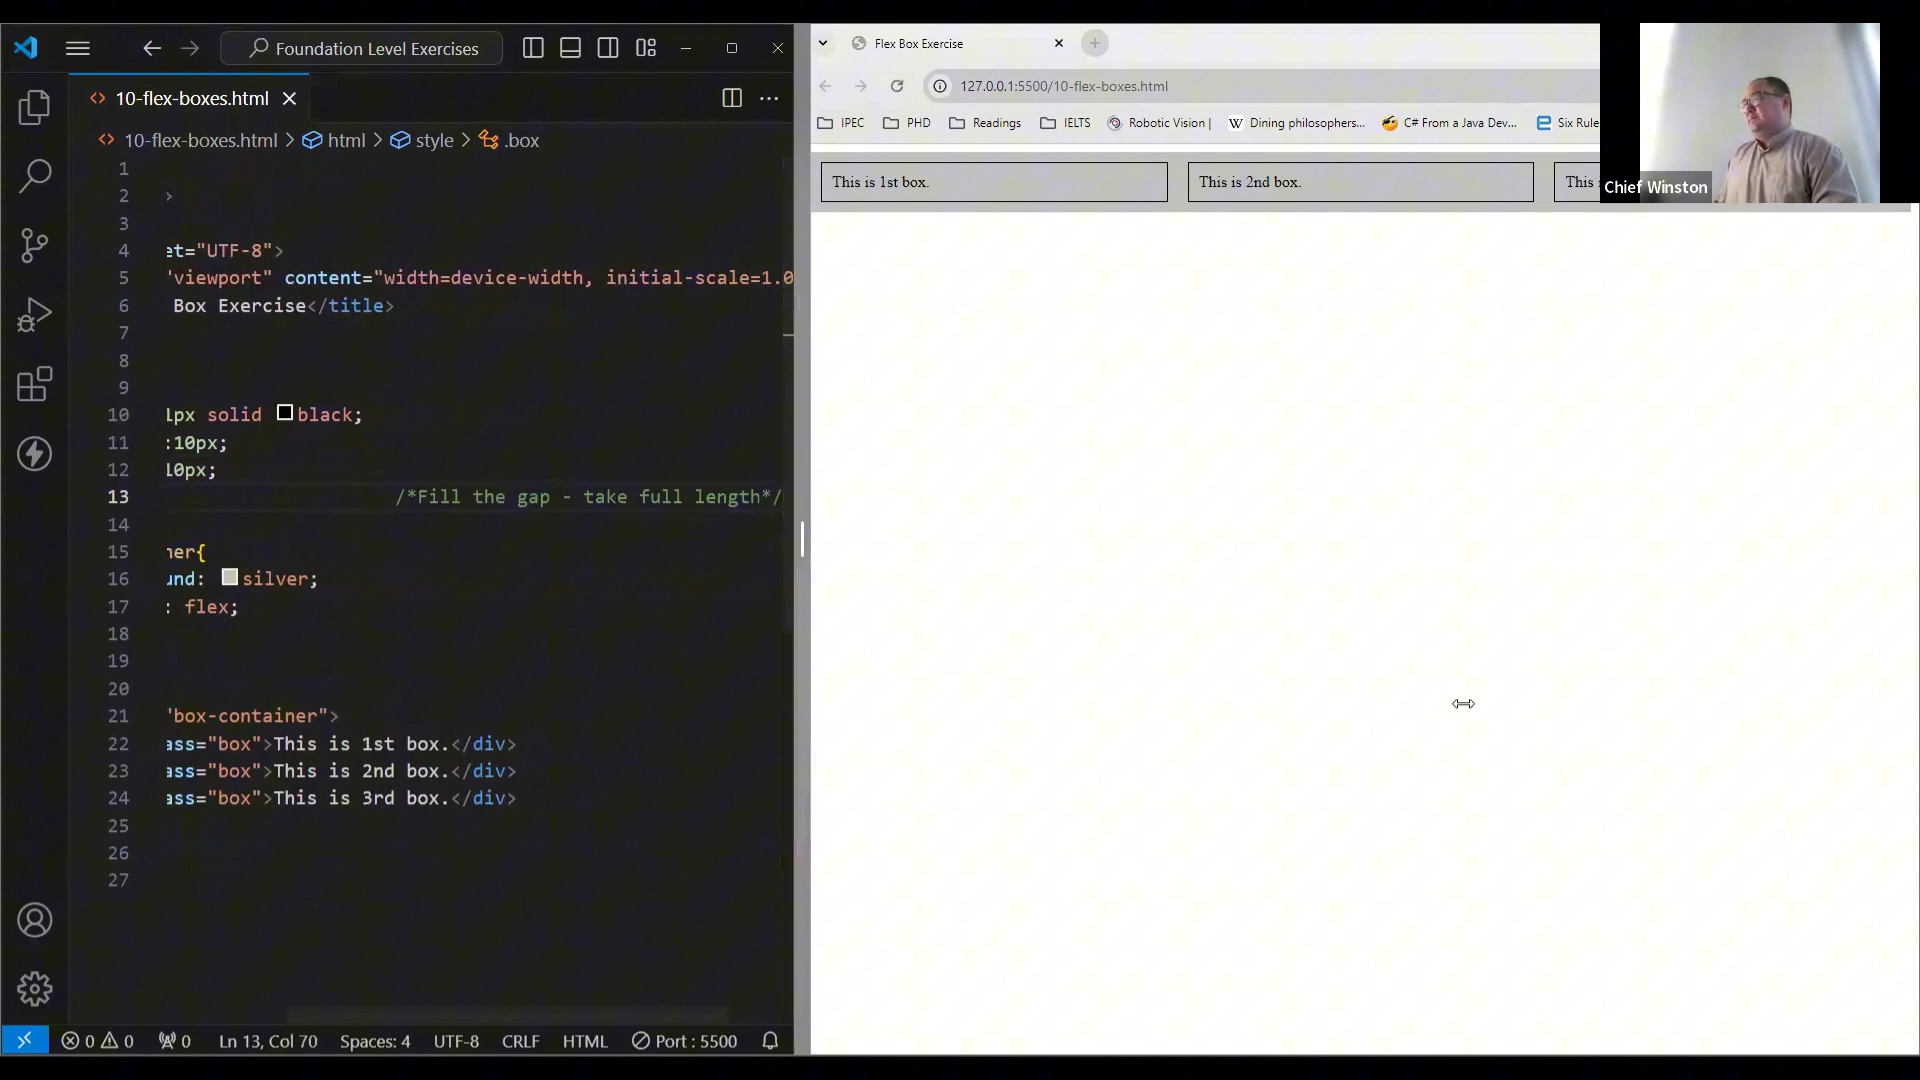 Foundation Level Exercises
10-flex-boxes.html
10-flex-boxes.html > html > style > .box
1
2 >
3
4 et="UTF-8">
5 "viewport" content="width=device-width, initial-scale=1.0
6 Box Exercise</title>
7
8
9
10 1px solid black;
11 :10px;
12 10px;
13 /*Fill the gap - take full length*/
14
15 ner{
16 und: silver;
17 : flex;
18
19
20
21 "box-container">
22 ass="box">This is 1st box.</div>
23 ass="box">This is 2nd box.</div>
24 ass="box">This is 3rd box.</div>
25
26
27
0 0 0 Ln 13, Col 70 Spaces: 4 UTF-8 CRLF HTML Port : 5500
Flex Box Exercise
127.0.0.1:5500/10-flex-boxes.html
IPEC PHD Readings IELTS Robotic Vision | Dining philosophers... C# From a Java Dev... Six Rule
This is 1st box. This is 2nd box. This
Chief Winston